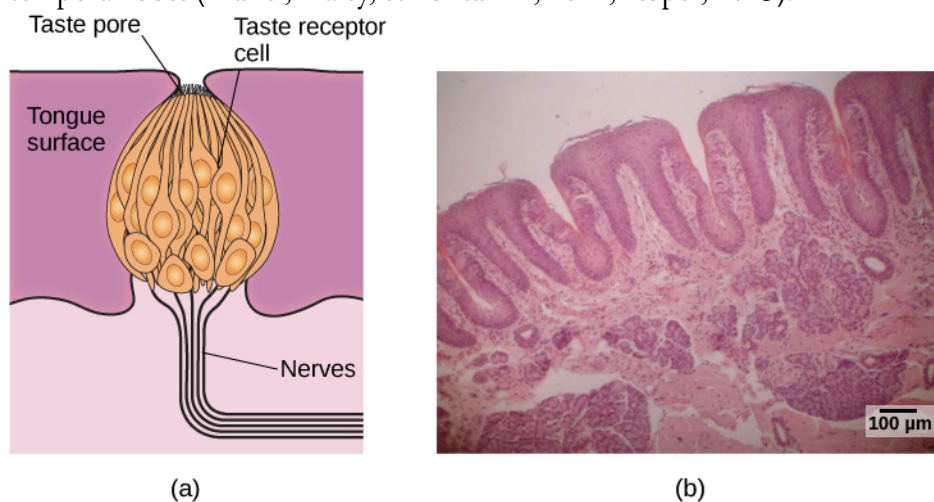 Taste pore
Taste receptor
cell
Tongue
surface
Nerves
100 µm
(a)
(b)